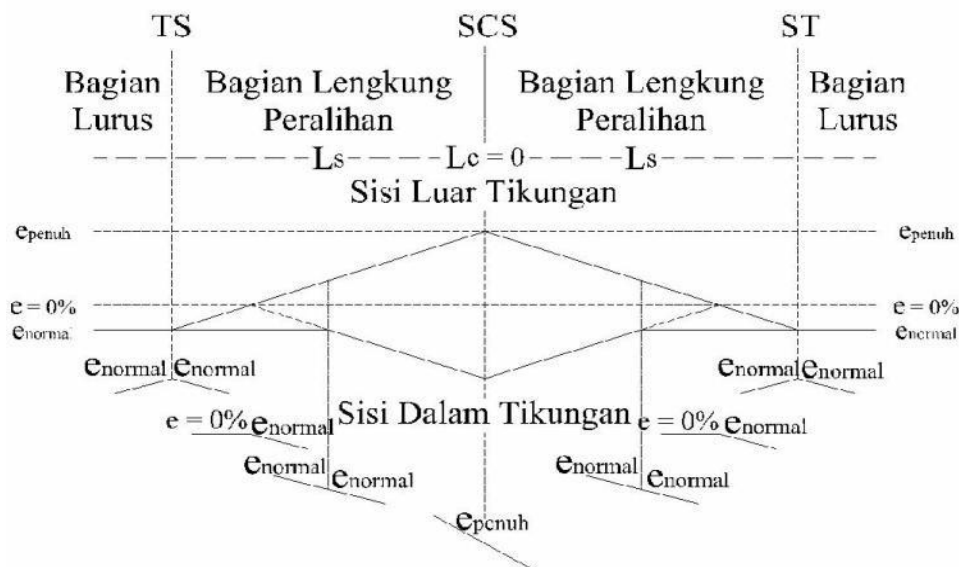 TS SCS ST
Bagian Lurus
Bagian Lengkung Peralihan
Bagian Lengkung Peralihan
Bagian Lurus
Ls Lc = 0 Ls
Sisi Luar Tikungan
epenuh epenuh
e = 0% e = 0%
enormal enormal
enormal enormal enormal enormal
Sisi Dalam Tikungan
e = 0% enormal e = 0% enormal
enormal enormal enormal enormal
epenuh